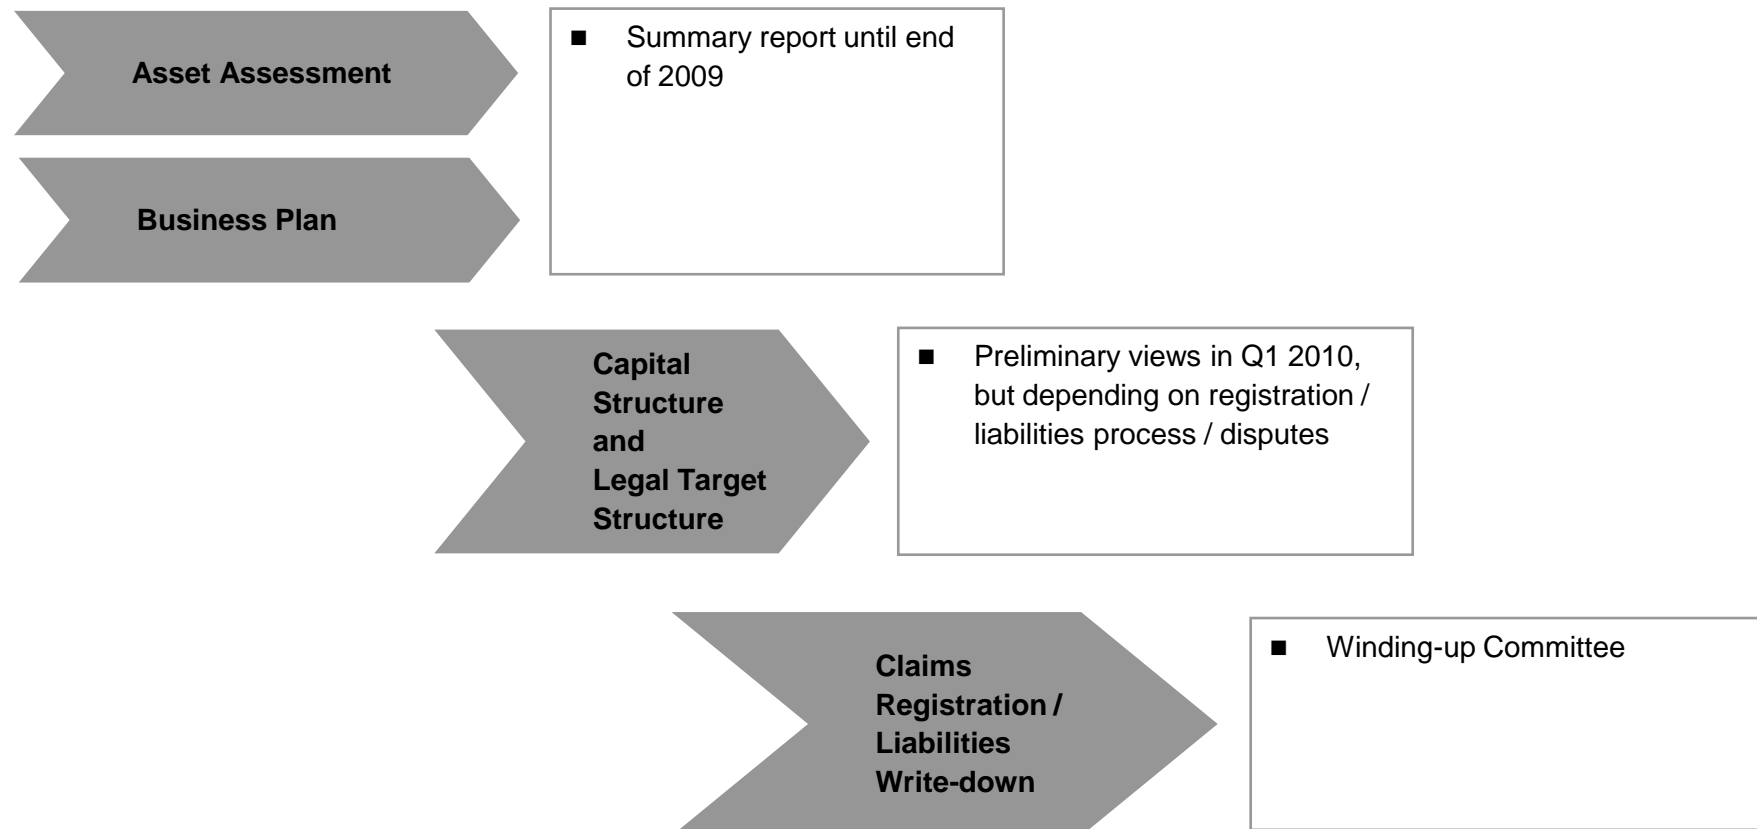 Asset Assessment
■ Summary report until end
of 2009
Business Plan
Capital
Structure
and
Legal Target
Structure
■ Preliminary views in Q1 2010,
but depending on registration /
liabilities process / disputes
Claims
Registration /
Liabilities
Write-down
■ Winding-up Committee